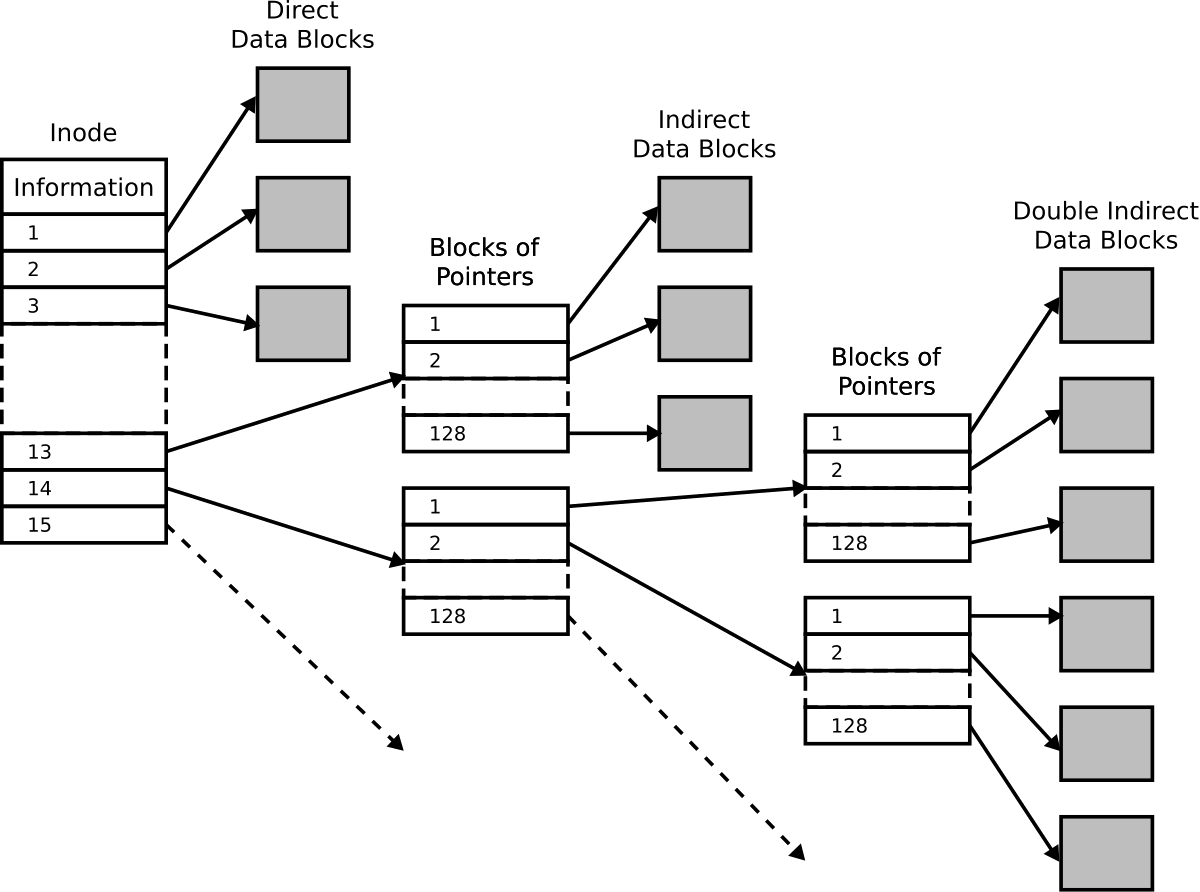 Direct
Data Blocks
Inode
Information
1
2
3
13
14
15
Blocks of
Pointers
1
2
128
1
2
128
Indirect
Data Blocks
Blocks of
Pointers
1
2
128
1
2
128
Double Indirect
Data Blocks